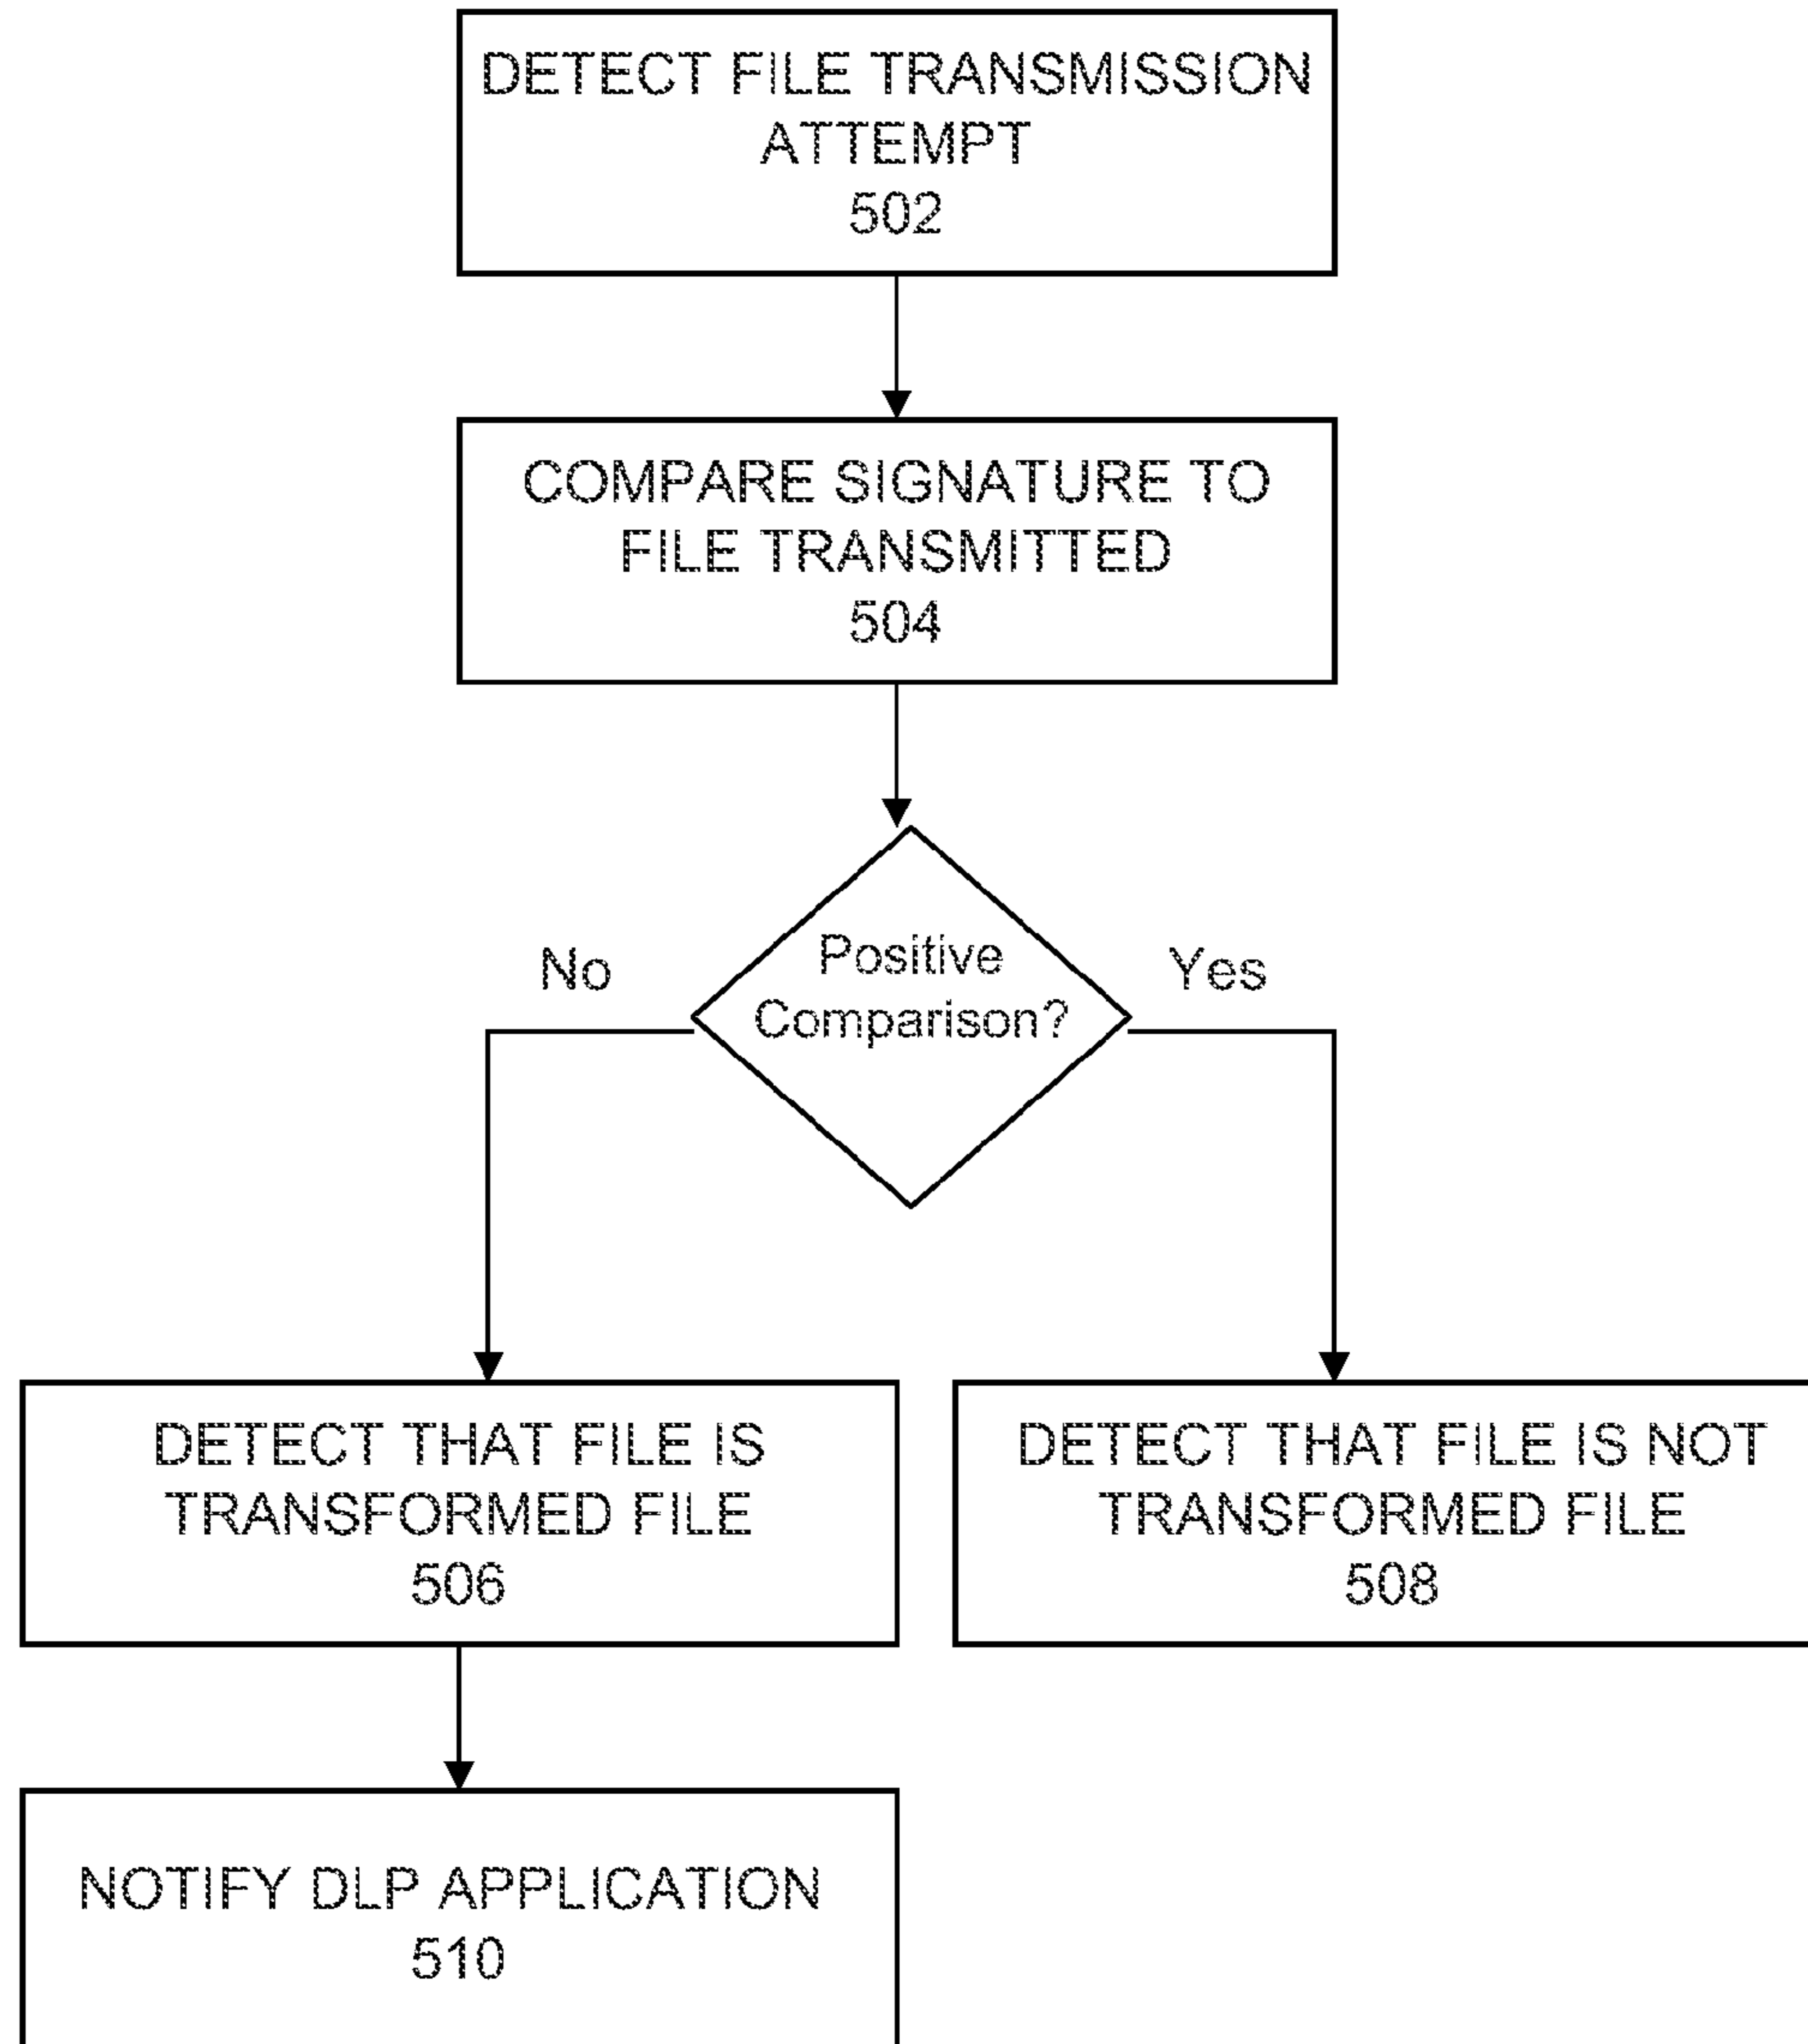 DETECT FILE TRANSMISSION
ATTEMPT
502
COMPARE SIGNATURE TO
FILE TRANSMITTED
504
Positive
Comparison?
No
Yes
DETECT THAT FILE IS
TRANSFORMED FILE
506
DETECT THAT FILE IS NOT
TRANSFORMED FILE
508
NOTIFY DLP APPLICATION
510